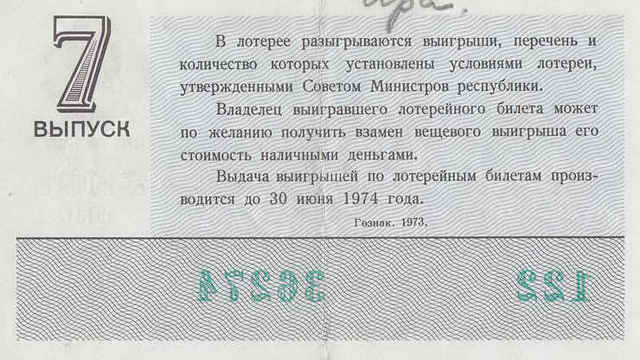 Ира.
7
ВЫПУСК
В лотерее разыгрываются выигрыши, перечень и
количество которых установлены условиями лотереи,
утвержденными Советом Министров республики.
Владелец выигравшего лотерейного билета может
по желанию получить взамен вещевого выигрыша его
стоимость наличными деньгами.
Выдача выигрышей по лотерейным билетам произ-
водится до 30 июня 1974 года.
Гознак. 1973.
36274 122